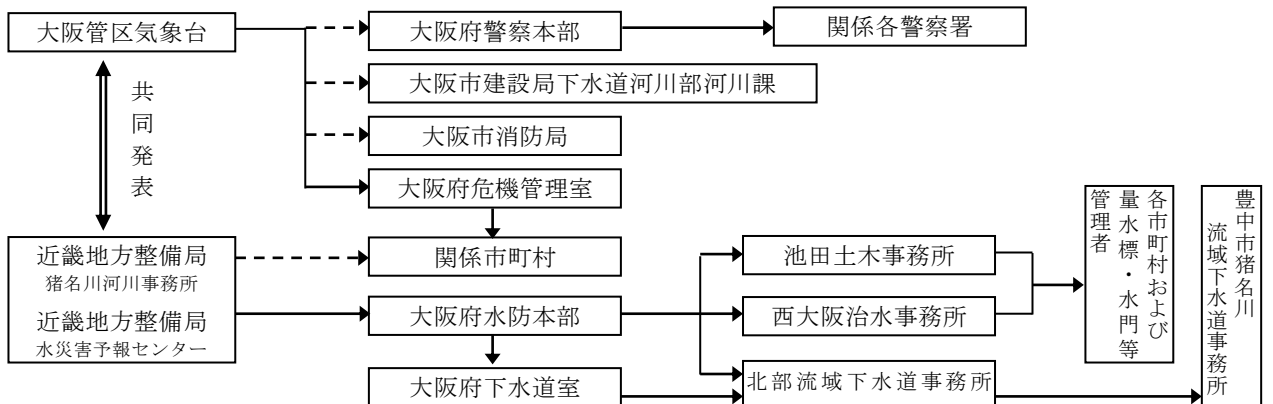 大阪管区気象台
大阪府警察本部
関係各警察署
大阪市建設局下水道河川部河川課
共同発表
大阪市消防局
大阪府危機管理室
近畿地方整備局
猪名川河川事務所
近畿地方整備局
水災害予報センター
関係市町村
大阪府水防本部
大阪府下水道室
池田土木事務所
西大阪治水事務所
北部流域下水道事務所
各市町村および
量水標・水門等
管理者
豊中市猪名川
流域下水道事務所